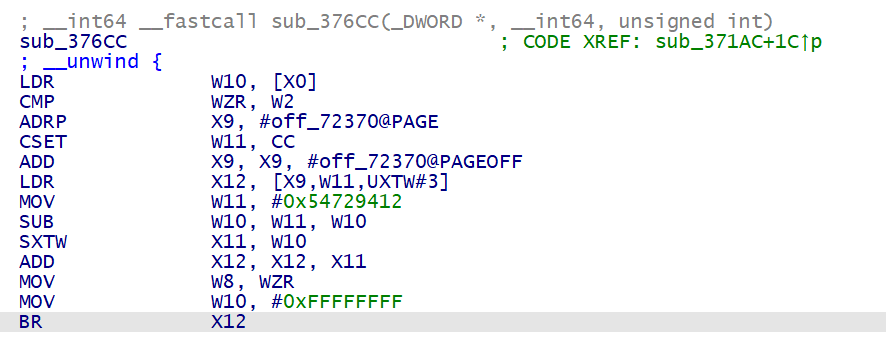 ; __int64 __fastcall sub_376CC(_DWORD *, __int64, unsigned int)
sub_376CC ; CODE XREF: sub_371AC+1C↑p
; __unwind {
LDR W10, [X0]
CMP WZR, W2
ADRP X9, #off_72370@PAGE
CSET W11, CC
ADD X9, X9, #off_72370@PAGEOFF
LDR X12, [X9,W11,UXTW#3]
MOV W11, #0x54729412
SUB W10, W11, W10
SXTW X11, W10
ADD X12, X12, X11
MOV W8, WZR
MOV W10, #0xFFFFFFFF
BR X12